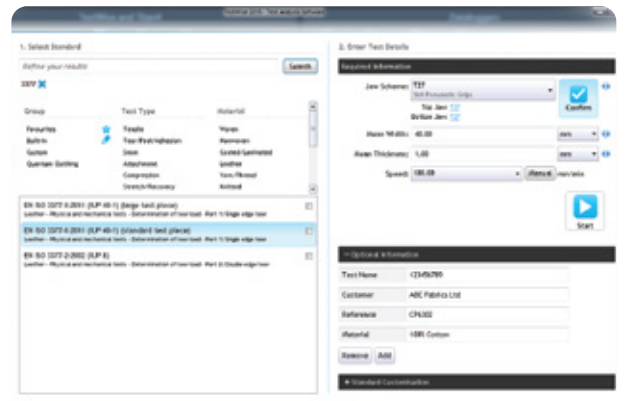 1. Select Standard
Refine your results
Search
3377
Group
Test Type
Material
Favourites
Tensile
Woven
Built-in
Tear/Peel/Adhesion
Nonwoven
Custom
Seam
Coated/Laminated
Quantum Clothing
Attachment
Leather
Compression
Yarn/Thread
Stretch/Recovery
Knitted
EN ISO 3377-1:2011 (IUP 40-1) (large test piece)
Leather - Physical and mechanical tests - Determination of tear load - Part 1: Single edge tear
EN ISO 3377-1:2011 (IUP 40-1) (standard test piece)
Leather - Physical and mechanical tests - Determination of tear load - Part 1: Single edge tear
EN ISO 3377-2:2002 (IUP 8)
Leather - Physical and mechanical tests - Determination of tear load - Part 2: Double edge tear
2. Enter Test Details
Required Information
Jaw Scheme: T27
Top Jaw
Bottom Jaw
Confirm
Mean Width: 40.00 mm
Mean Thickness: 1.00 mm
Speed: 100.00 Manual mm/min
Start
Optional Information
Test Name 123456789
Customer ABC Fabrics Ltd
Reference
Material 100% Cotton
Remove Add
Standard Customisation